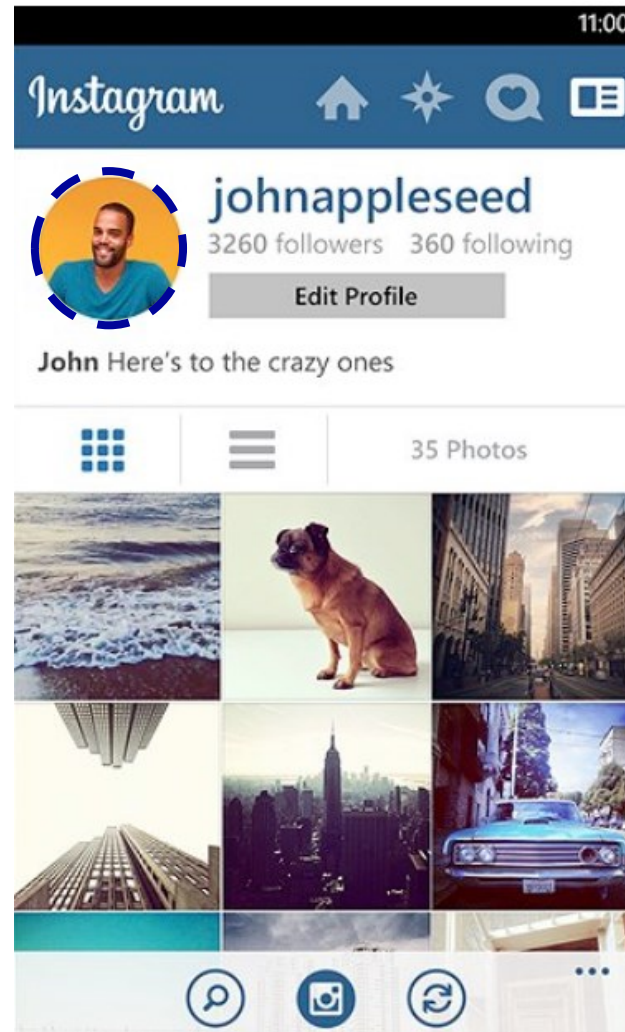 11:00
Instagram
johnappleseed
3260 followers 360 following
Edit Profile
John Here's to the crazy ones
35 Photos